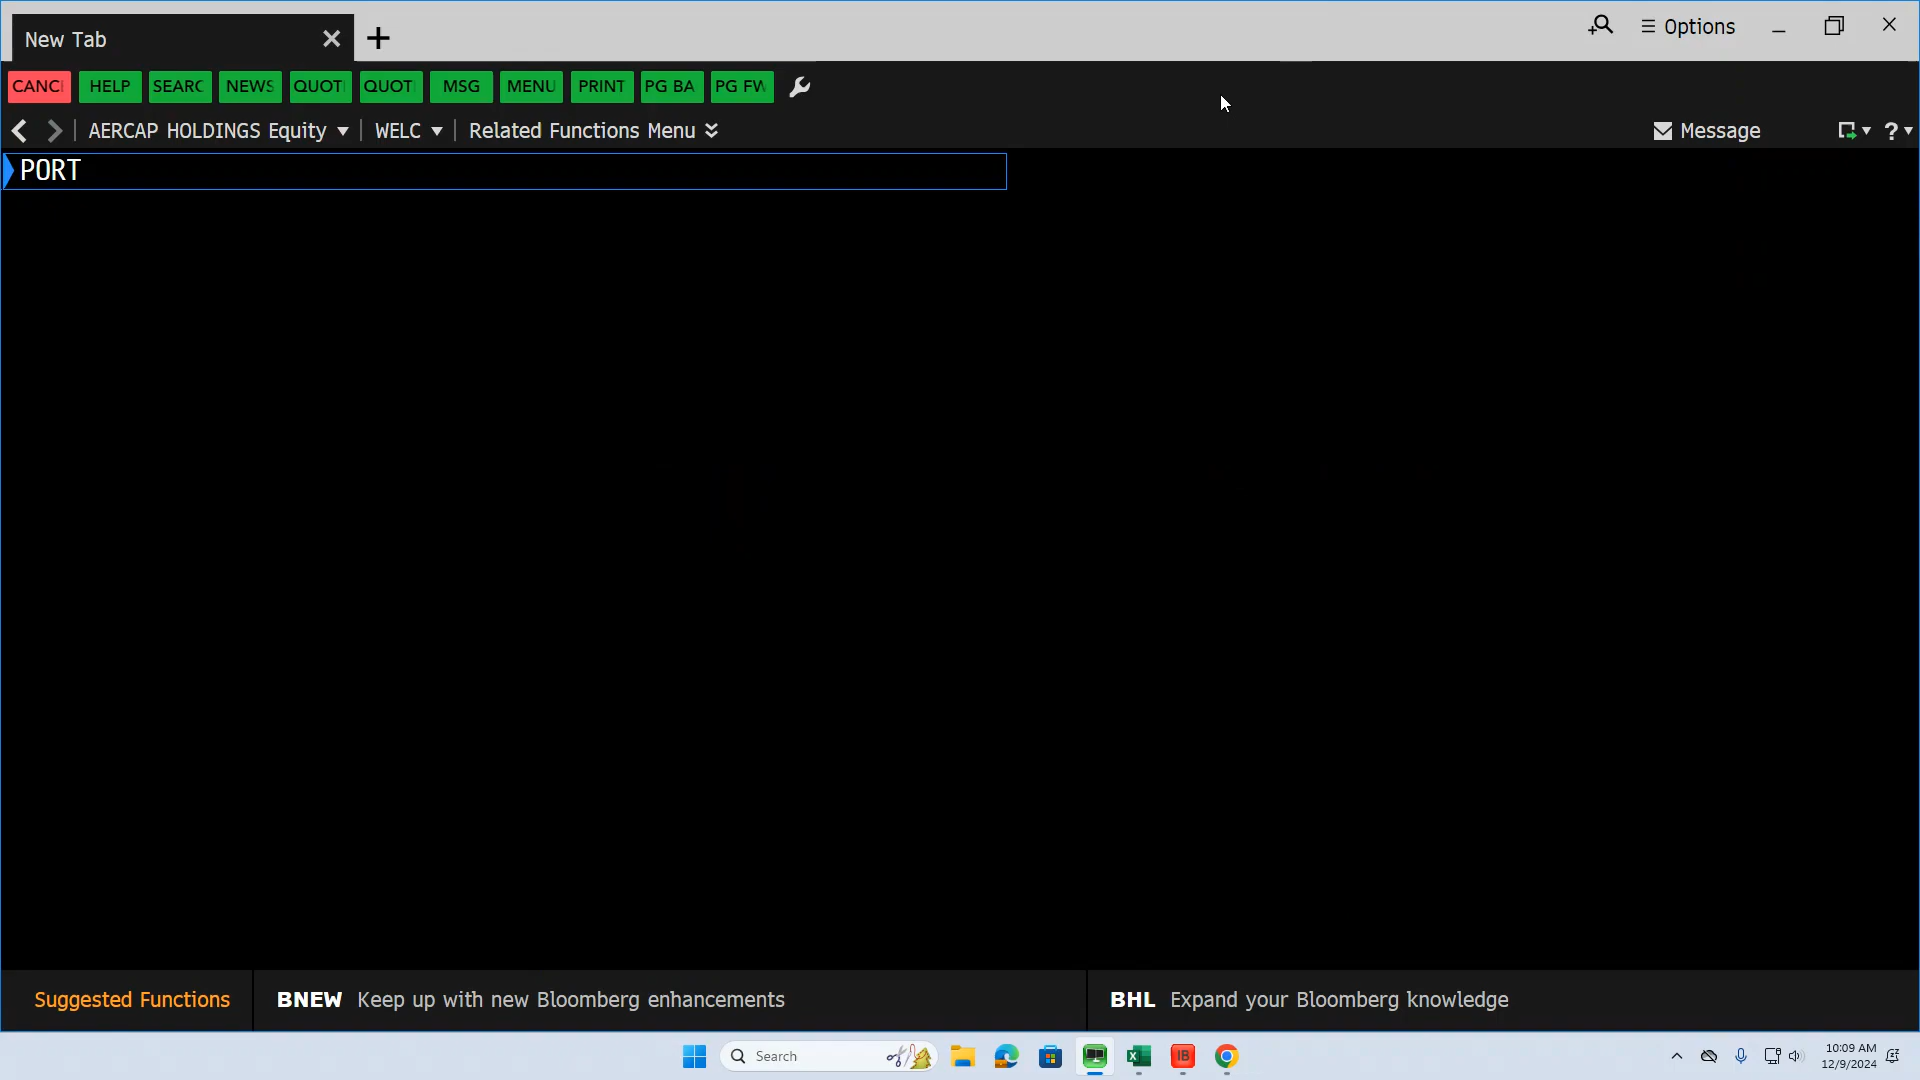 New Tab
Options
CANC HELP SEARC NEWS QUOT QUOT MSG MENU PRINT PG BA PG FW
AERCAP HOLDINGS Equity WELC Related Functions Menu Message ?
PORT
Suggested Functions BNEW Keep up with new Bloomberg enhancements BHL Expand your Bloomberg knowledge
Search IB 10:09 AM
12/9/2024